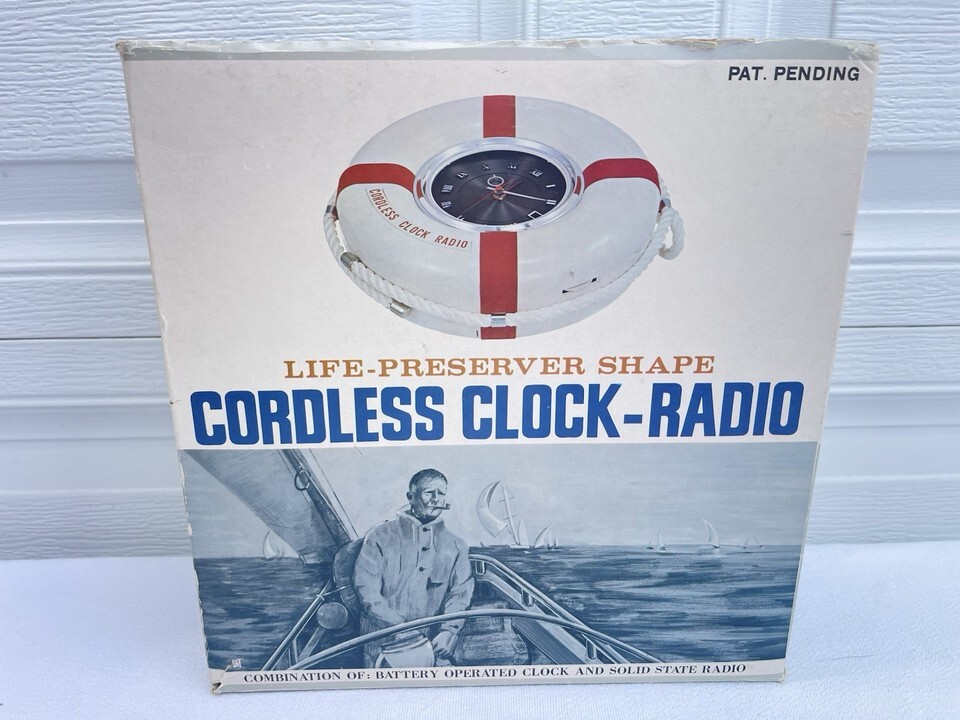 PAT. PENDING
CORDLESS CLOCK RADIO
LIFE-PRESERVER SHAPE
CORDLESS CLOCK-RADIO
COMBINATION OF: BATTERY OPERATED CLOCK AND SOLID STATE RADIO